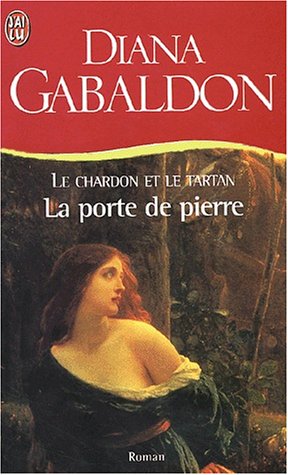 J'AI
LU
DIANA
GABALDON
LE CHARDON ET LE TARTAN
La porte de pierre
Roman